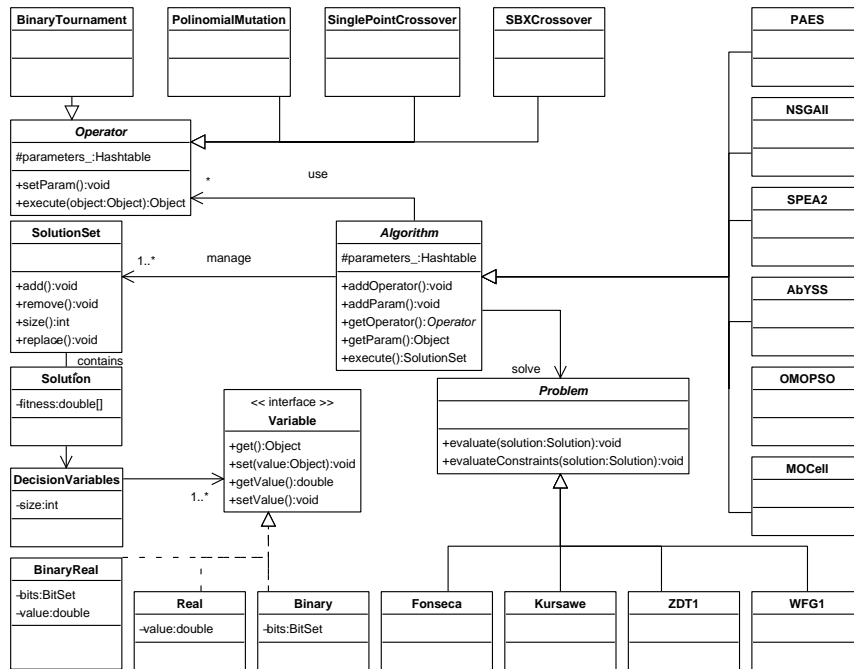 BinaryTournament
PolinomialMutation
SinglePointCrossover
SBXCrossover
PAES
Operator
#parameters_:Hashtable
+setParam():void
+execute(object:Object):Object
use
*
NSGAII
SPEA2
SolutionSet
+add():void
+remove():void
+size():int
+replace():void
1..*
manage
Algorithm
#parameters_:Hashtable
+addOperator():void
+addParam():void
+getOperator():Operator
+getParam():Object
+execute():SolutionSet
AbYSS
contains
Solution
-fitness:double[]
solve
OMOPSO
<< interface >>
Variable
+get():Object
+set(value:Object):void
+getValue():double
+setValue():void
Problem
+evaluate(solution:Solution):void
+evaluateConstraints(solution:Solution):void
MOCell
DecisionVariables
-size:int
1..*
BinaryReal
-bits:BitSet
-value:double
Real
-value:double
Binary
-bits:BitSet
Fonseca
Kursawe
ZDT1
WFG1